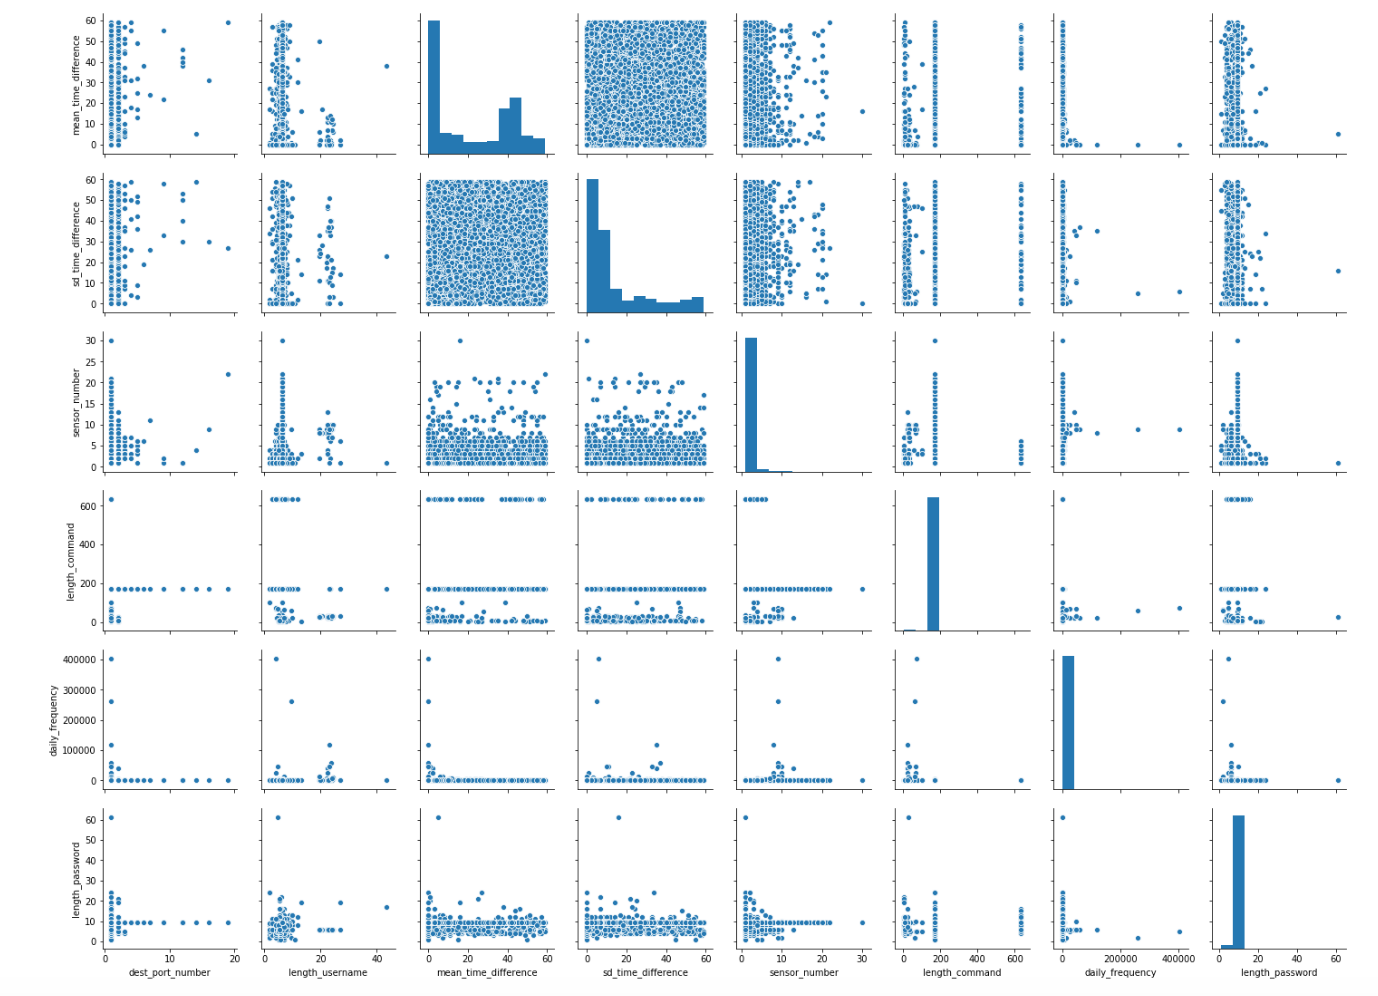 mean_time_difference
60
50
40
30
20
10
0
sd_time_difference
60
50
40
30
20
10
0
sensor_number
30
25
20
15
10
5
0
length_command
600
400
200
0
daily_frequency
400000
300000
200000
100000
0
length_password
60
50
40
30
20
10
0
0 10 20
0 20 40
0 20 40 60
0 20 40 60
0 10 20 30
0 200 400 600
0 200000 400000
0 20 40 60
dest_port_number length_username mean_time_difference sd_time_difference sensor_number length_command daily_frequency length_password